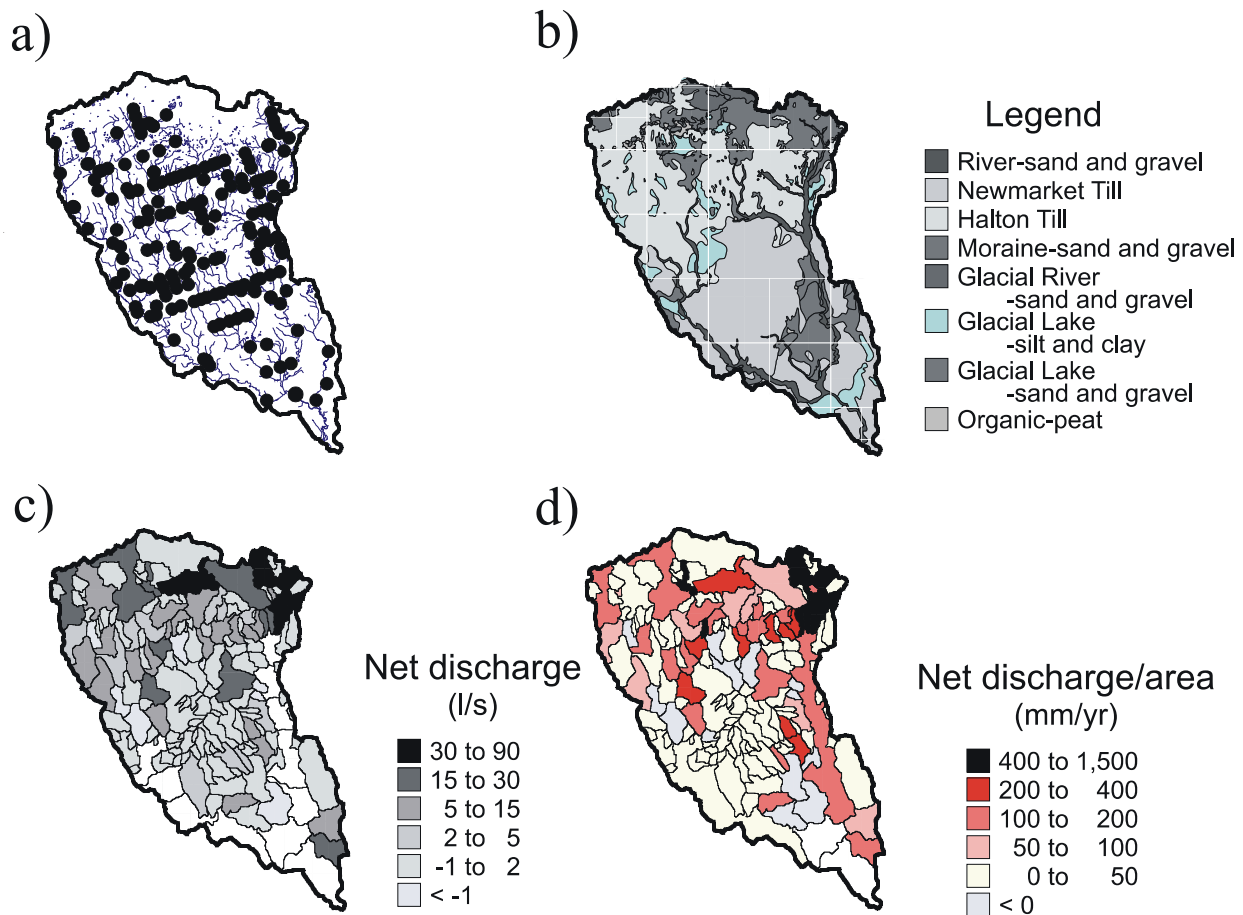 a)
b)
Legend
River-sand and gravel
Newmarket Till
Halton Till
Moraine-sand and gravel
Glacial River
-sand and gravel
Glacial Lake
-silt and clay
Glacial Lake
-sand and gravel
Organic-peat
c)
Net discharge
(l/s)
30 to 90
15 to 30
5 to 15
2 to 5
-1 to 2
< -1
d)
Net discharge/area
(mm/yr)
400 to 1,500
200 to 400
100 to 200
50 to 100
0 to 50
< 0